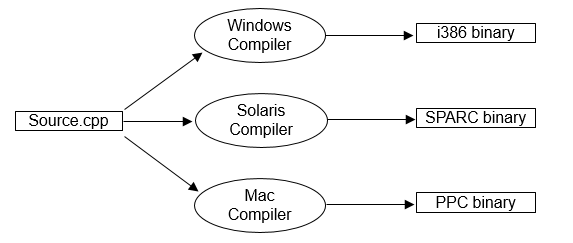 Windows
Compiler
i386 binary
Source.cpp
Solaris
Compiler
SPARC binary
Mac
Compiler
PPC binary